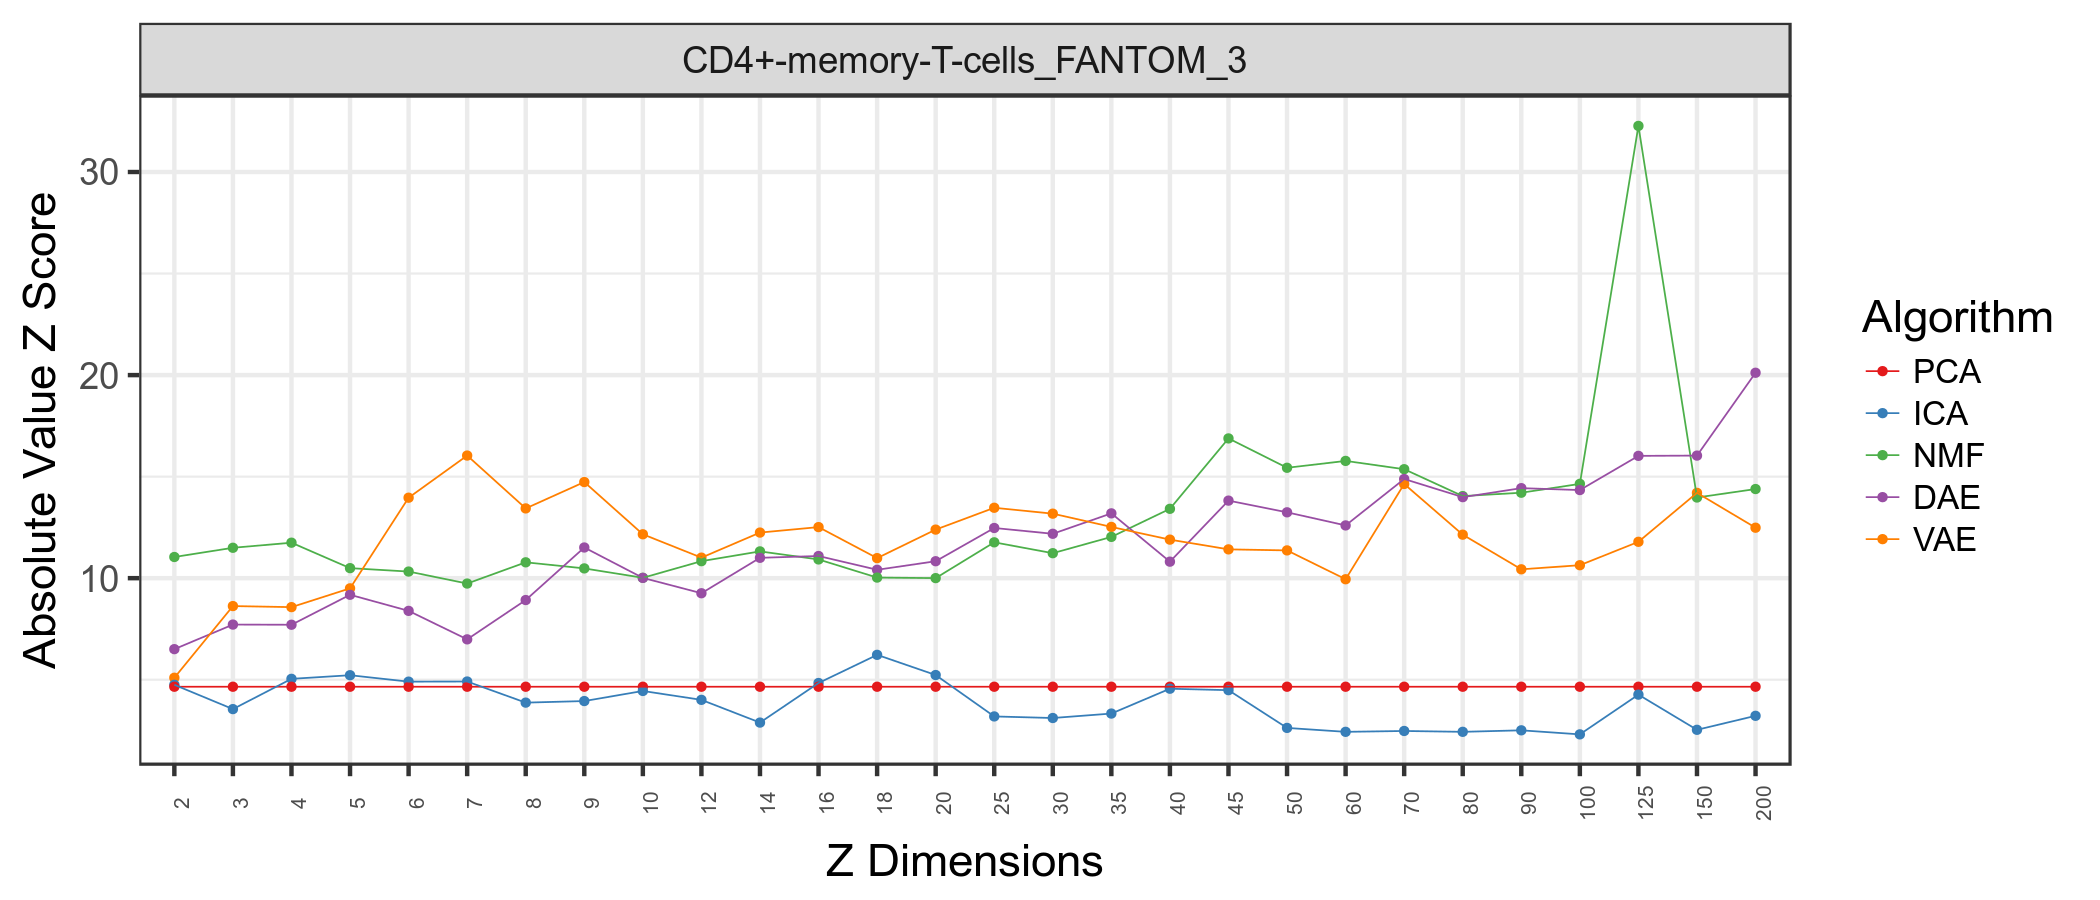 CD4+-memory-T-cells_FANTOM_3
Absolute Value Z Score
30
20
10
2 3 4 5 6 7 8 9 10 12 14 16 18 20 25 30 35 40 45 50 60 70 80 90 100 125 150 200
Z Dimensions
Algorithm
PCA
ICA
NMF
DAE
VAE